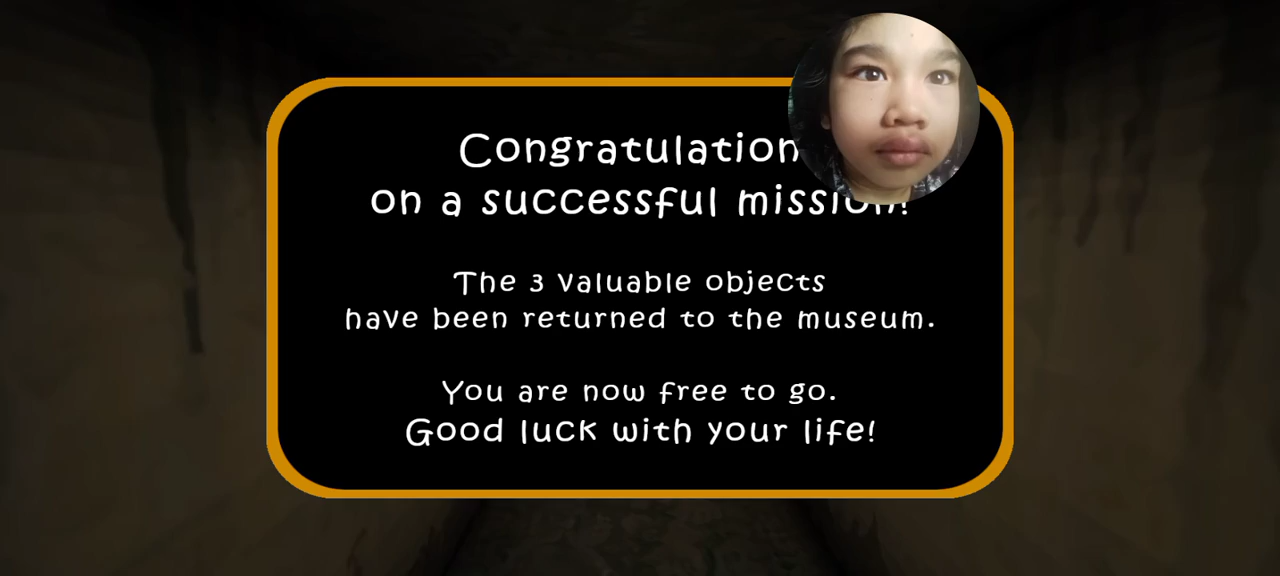 Congratulation
on a successful mission!
The 3 valuable objects
have been returned to the museum.
You are now free to go.
Good luck with your life!